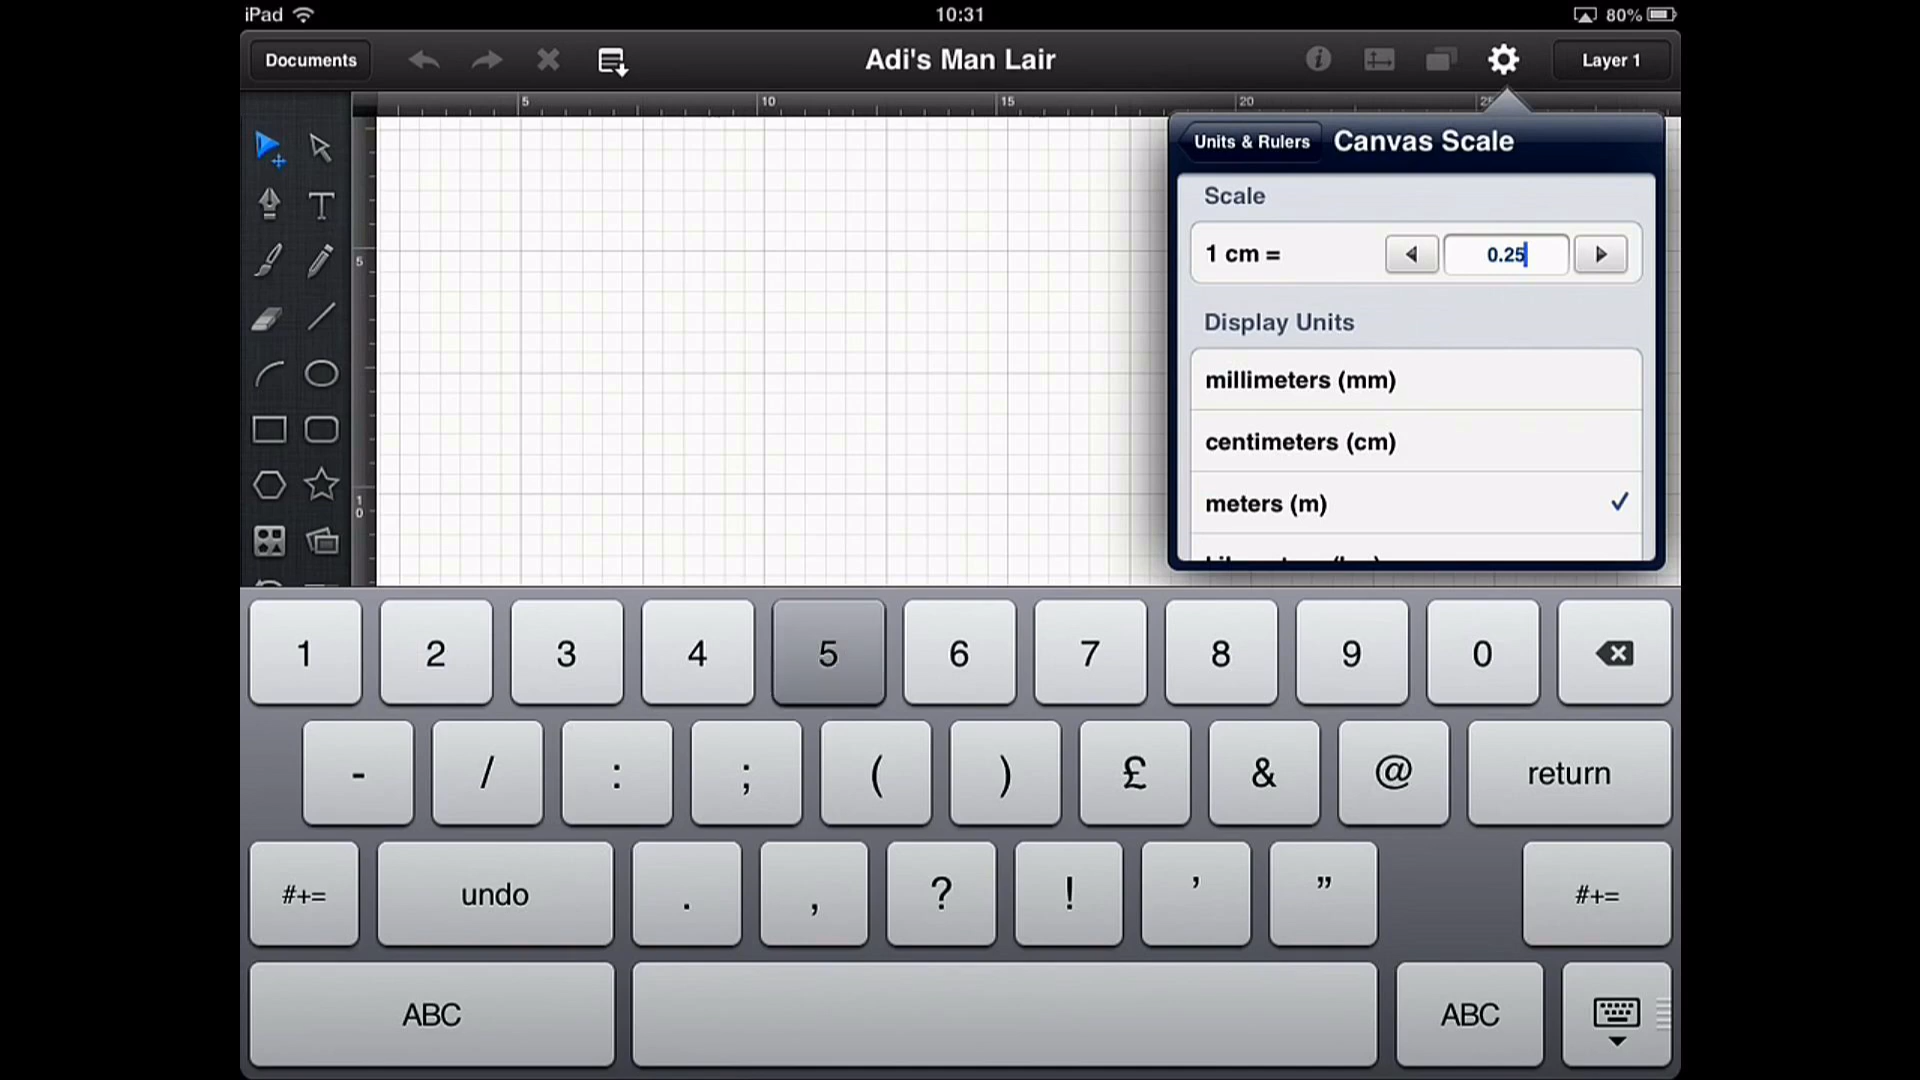 iPad 10:31 80%
Documents Adi's Man Lair Layer 1
5 10 15 20 25
Units & Rulers Canvas Scale
Scale
1 cm = 0.25
5
Display Units
millimeters (mm)
centimeters (cm)
meters (m)
10
1 2 3 4 5 6 7 8 9 0
- / : ; ( ) £ & @ return
#+= undo . , ? ! ’ ” #+=
ABC ABC